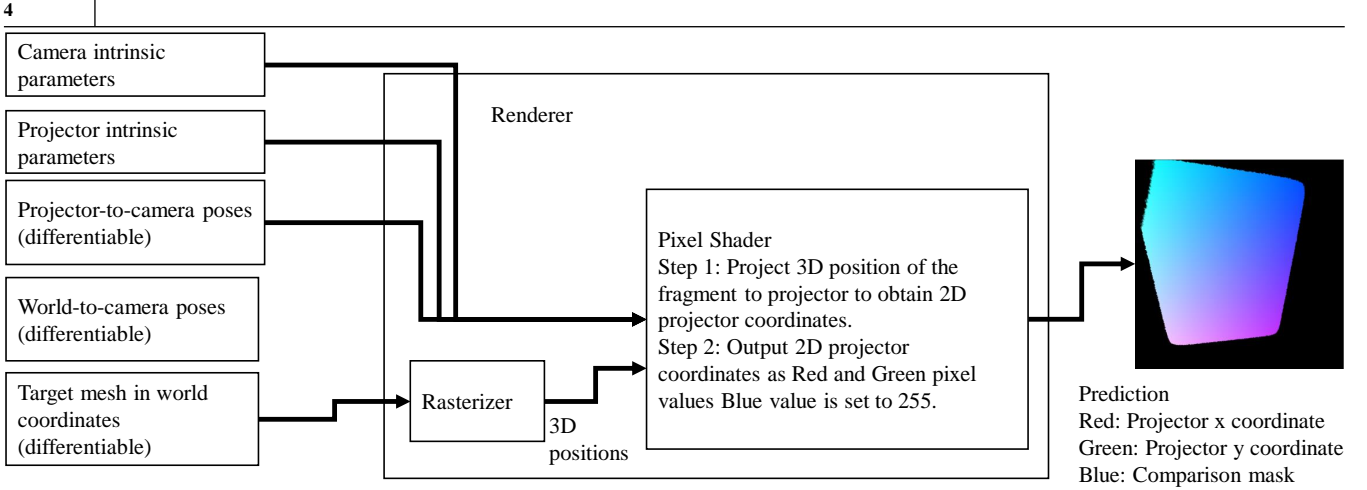 4
Camera intrinsic
parameters
Projector intrinsic
parameters
Projector-to-camera poses
(differentiable)
World-to-camera poses
(differentiable)
Target mesh in world
coordinates
(differentiable)
Renderer
Rasterizer
3D
positions
Pixel Shader
Step 1: Project 3D position of the
fragment to projector to obtain 2D
projector coordinates.
Step 2: Output 2D projector
coordinates as Red and Green pixel
values Blue value is set to 255.
Prediction
Red: Projector x coordinate
Green: Projector y coordinate
Blue: Comparison mask